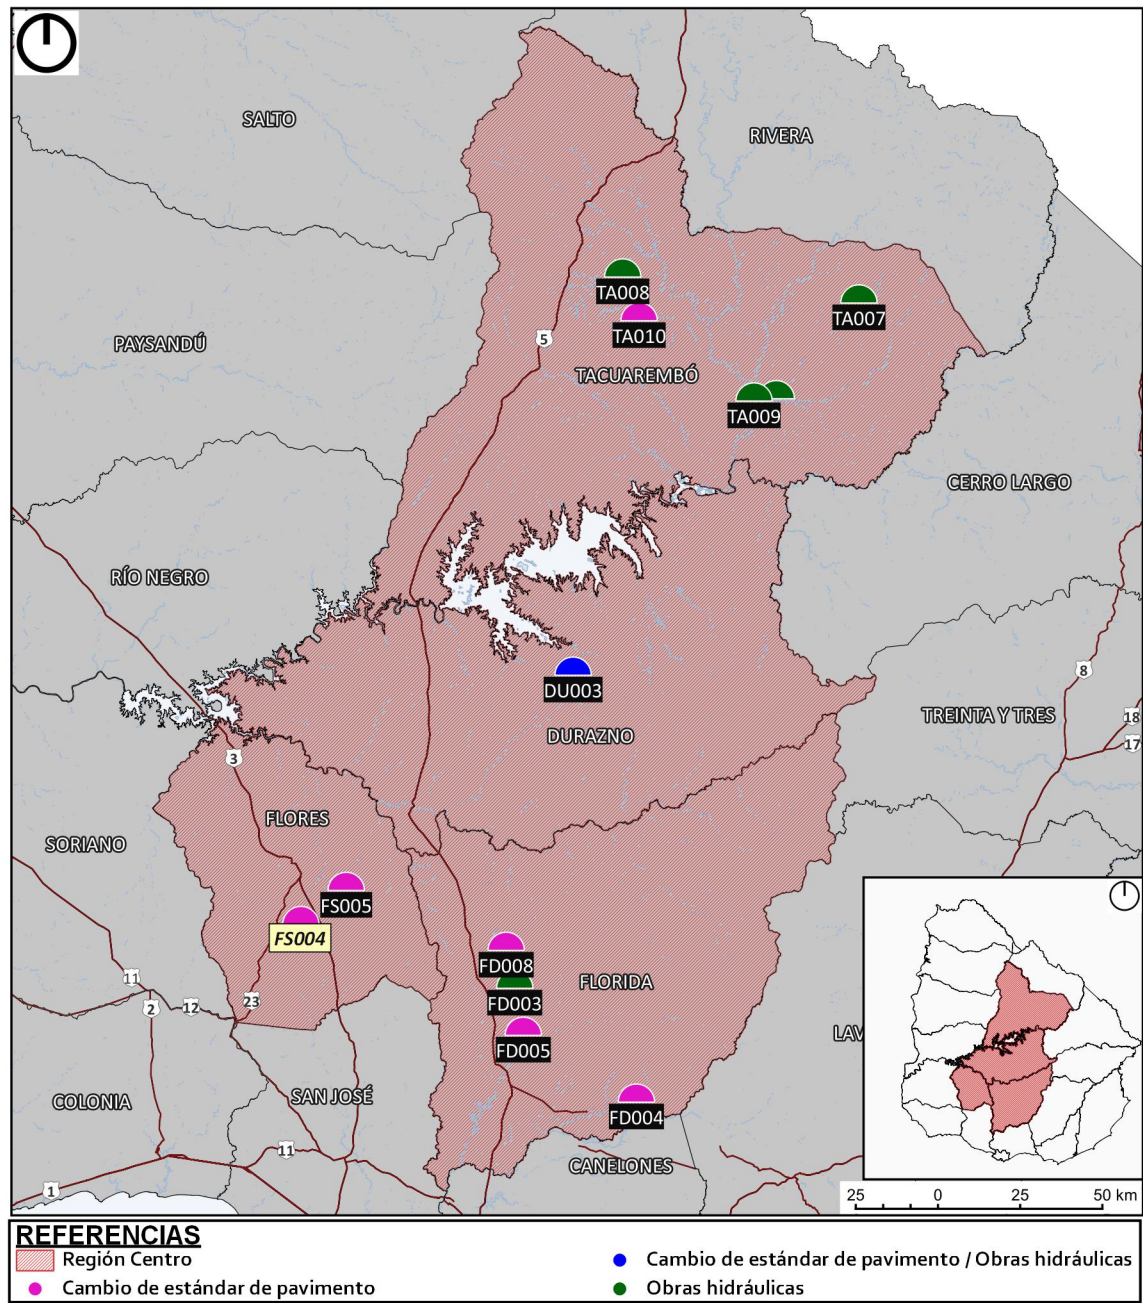 SALTO
RIVERA
TA008
TA007
TA010
5
PAYSANDÚ
TACUAREMBÓ
TA009
CERRO LARGO
RÍO NEGRO
8
DU003
18
TREINTA Y TRES
DURAZNO
17
3
FLORES
SORIANO
FS005
FS004
FD008
11
FLORIDA
23
FD003
2
12
LAV
FD005
SAN JOSÉ
COLONIA
FD004
11
CANELONES
1
25 0 25 50 km
REFERENCIAS
Región Centro
Cambio de estándar de pavimento / Obras hidráulicas
Cambio de estándar de pavimento
Obras hidráulicas